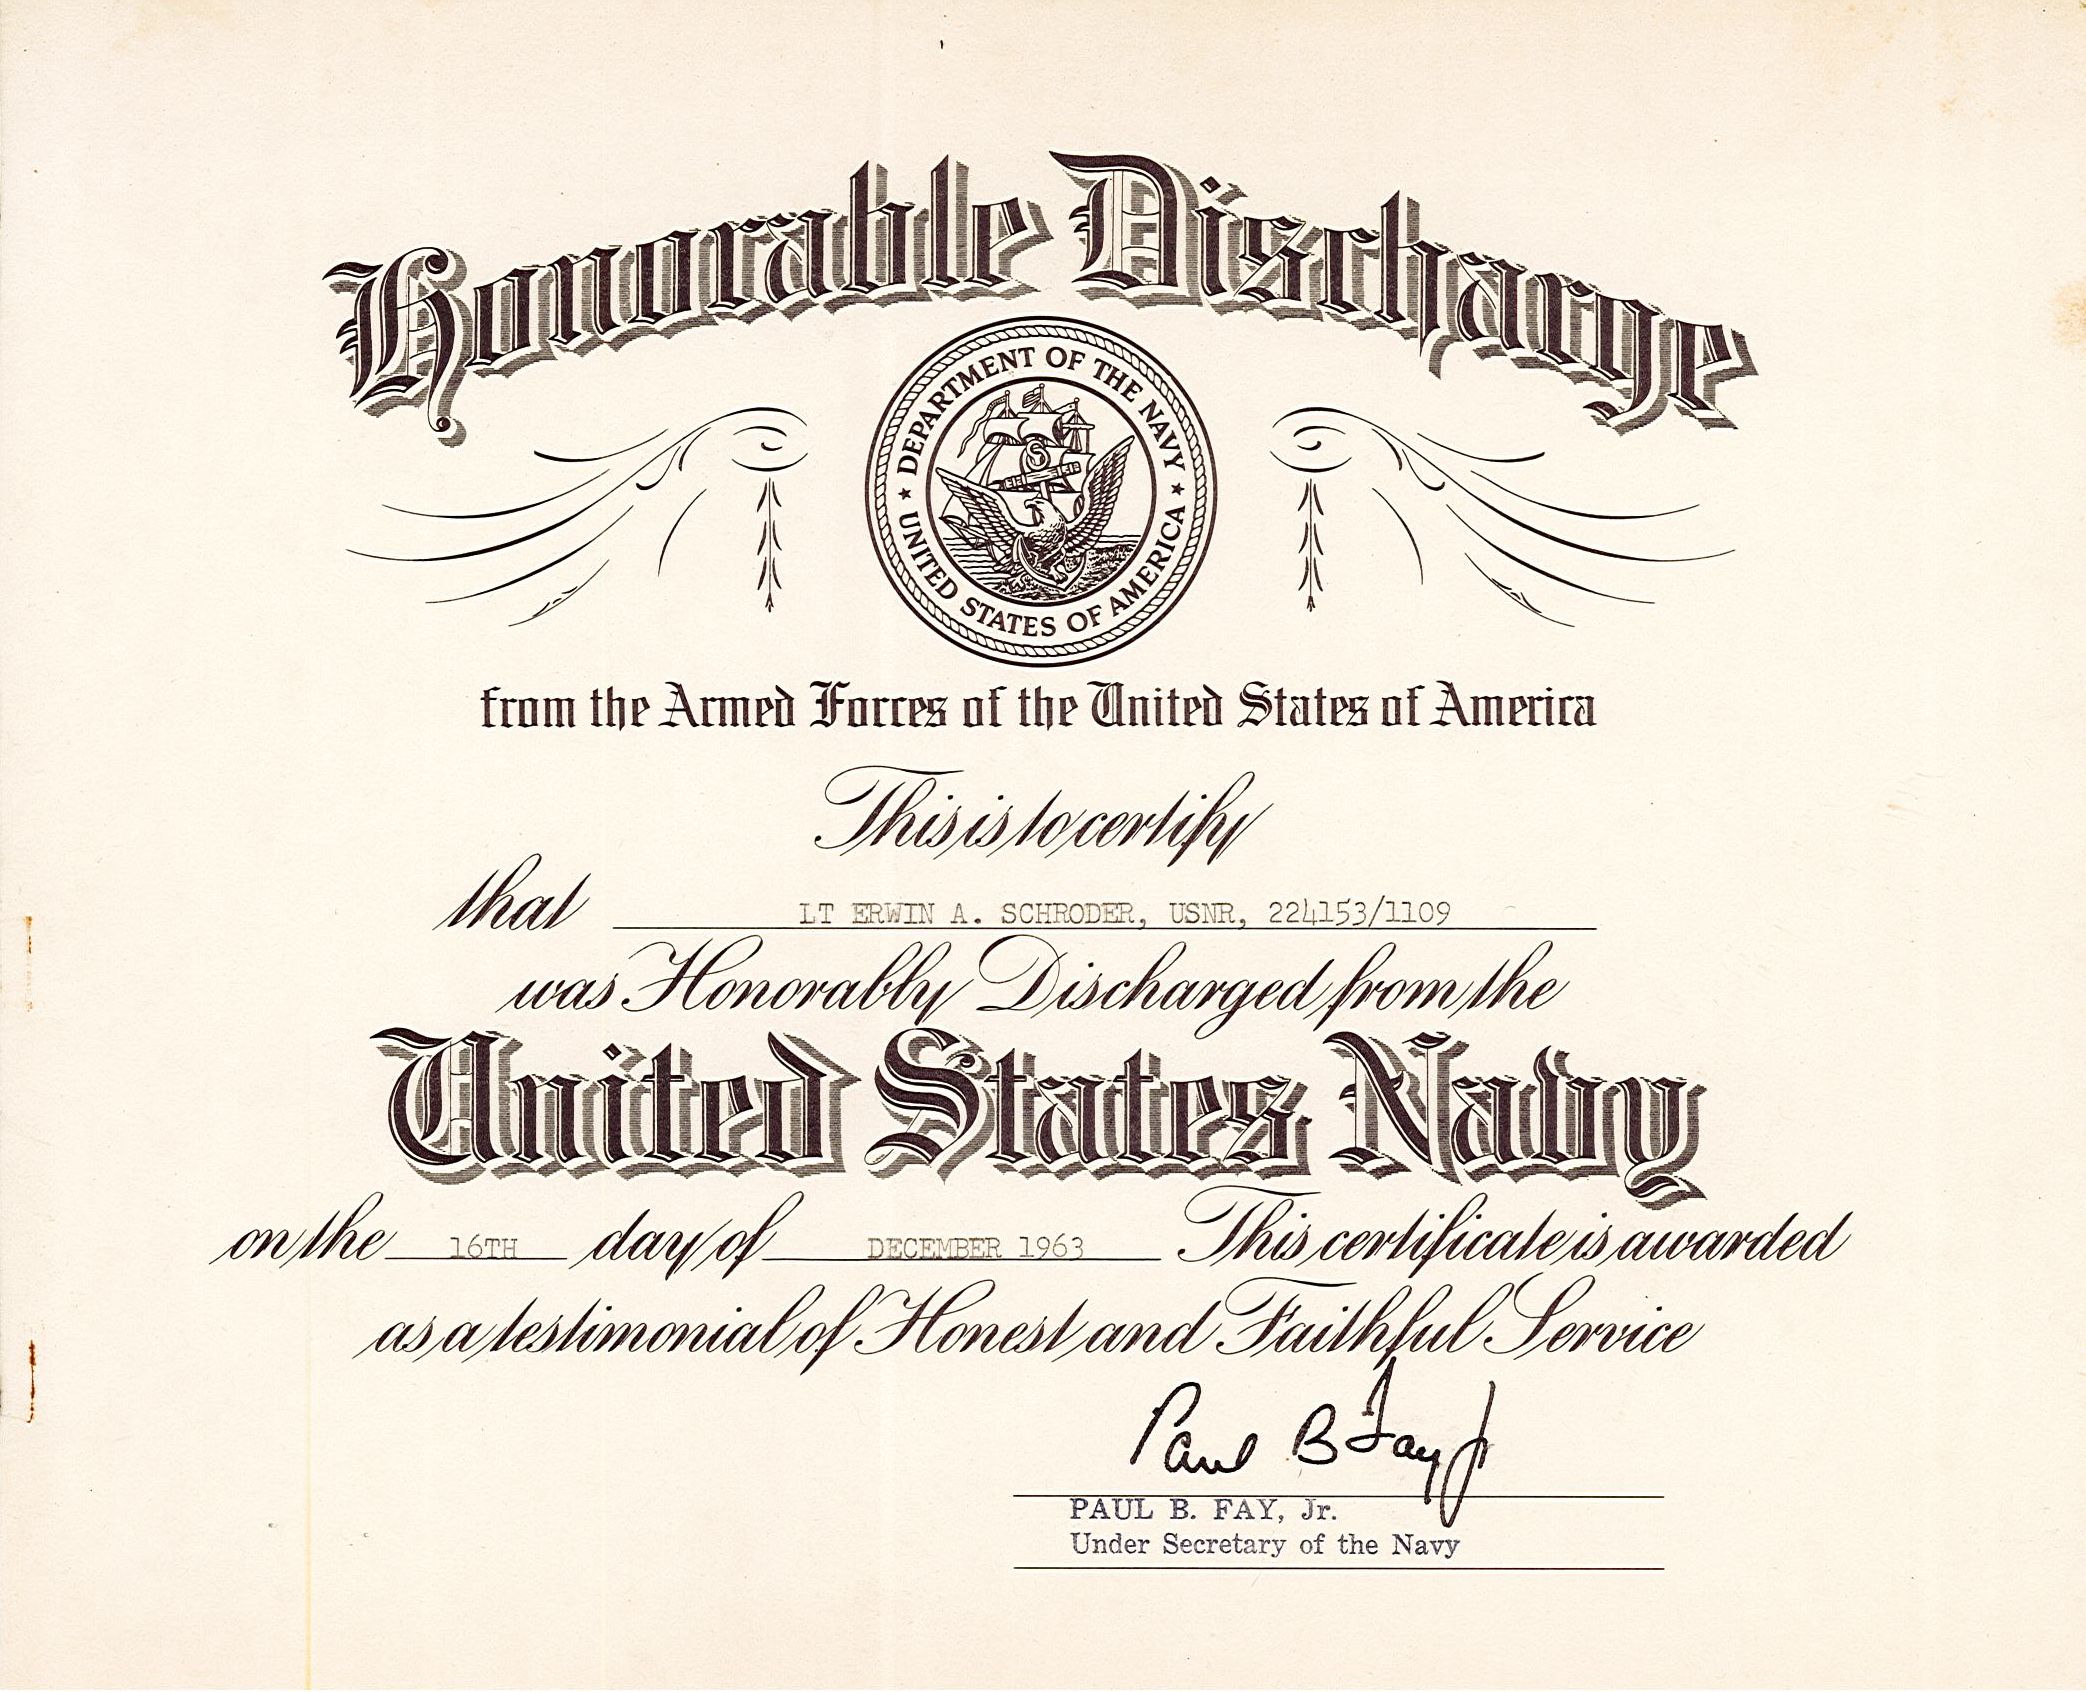 Honorable Discharge
DEPARTMENT OF THE NAVY
★ UNITED STATES OF AMERICA ★
from the Armed Forces of the United States of America
This is to certify
that LT ERWIN A. SCHRODER, USNR, 224153/1109
was Honorably Discharged from the
United States Navy
on the 16TH day of DECEMBER 1963 This certificate is awarded
as a testimonial of Honest and Faithful Service
Paul B Fay Jr
PAUL B. FAY, Jr.
Under Secretary of the Navy